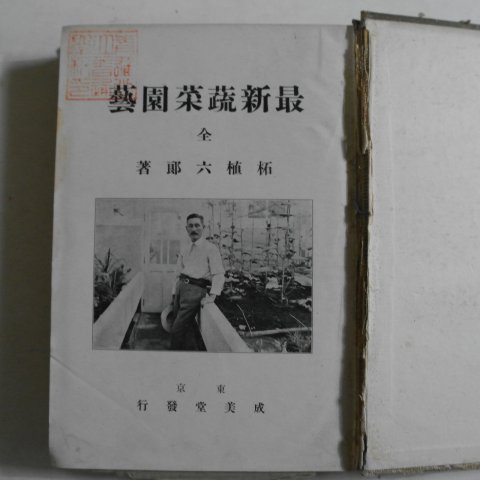 最新蔬菜園藝
全
柘植六郎著
東京
成美堂發行